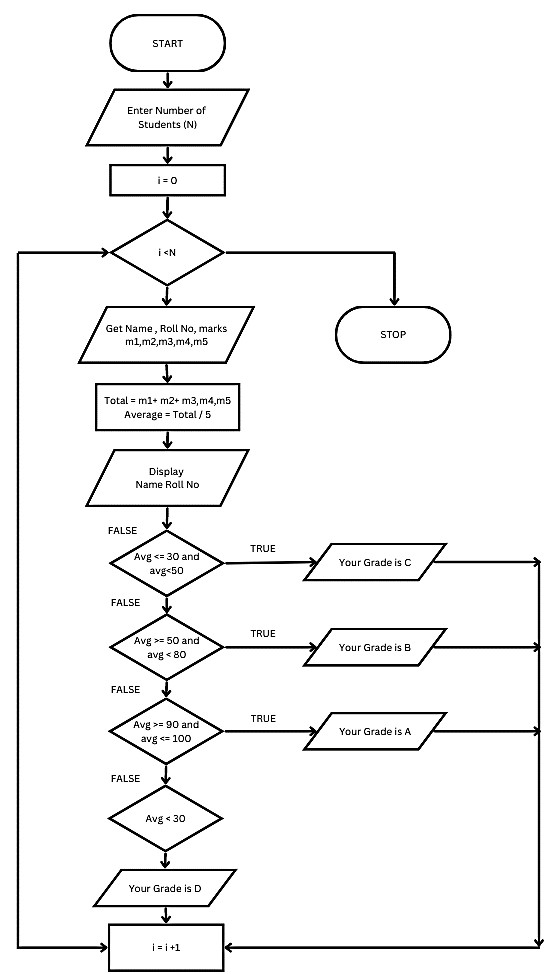 START
Enter Number of
Students (N)
i = 0
i <N
Get Name , Roll No, marks
m1,m2,m3,m4,m5
STOP
Total = m1+ m2+ m3,m4,m5
Average = Total / 5
Display
Name Roll No
FALSE
Avg <= 30 and
avg<50
TRUE
Your Grade is C
FALSE
Avg >= 50 and
avg < 80
TRUE
Your Grade is B
FALSE
Avg >= 90 and
avg <= 100
TRUE
Your Grade is A
FALSE
Avg < 30
Your Grade is D
i = i +1